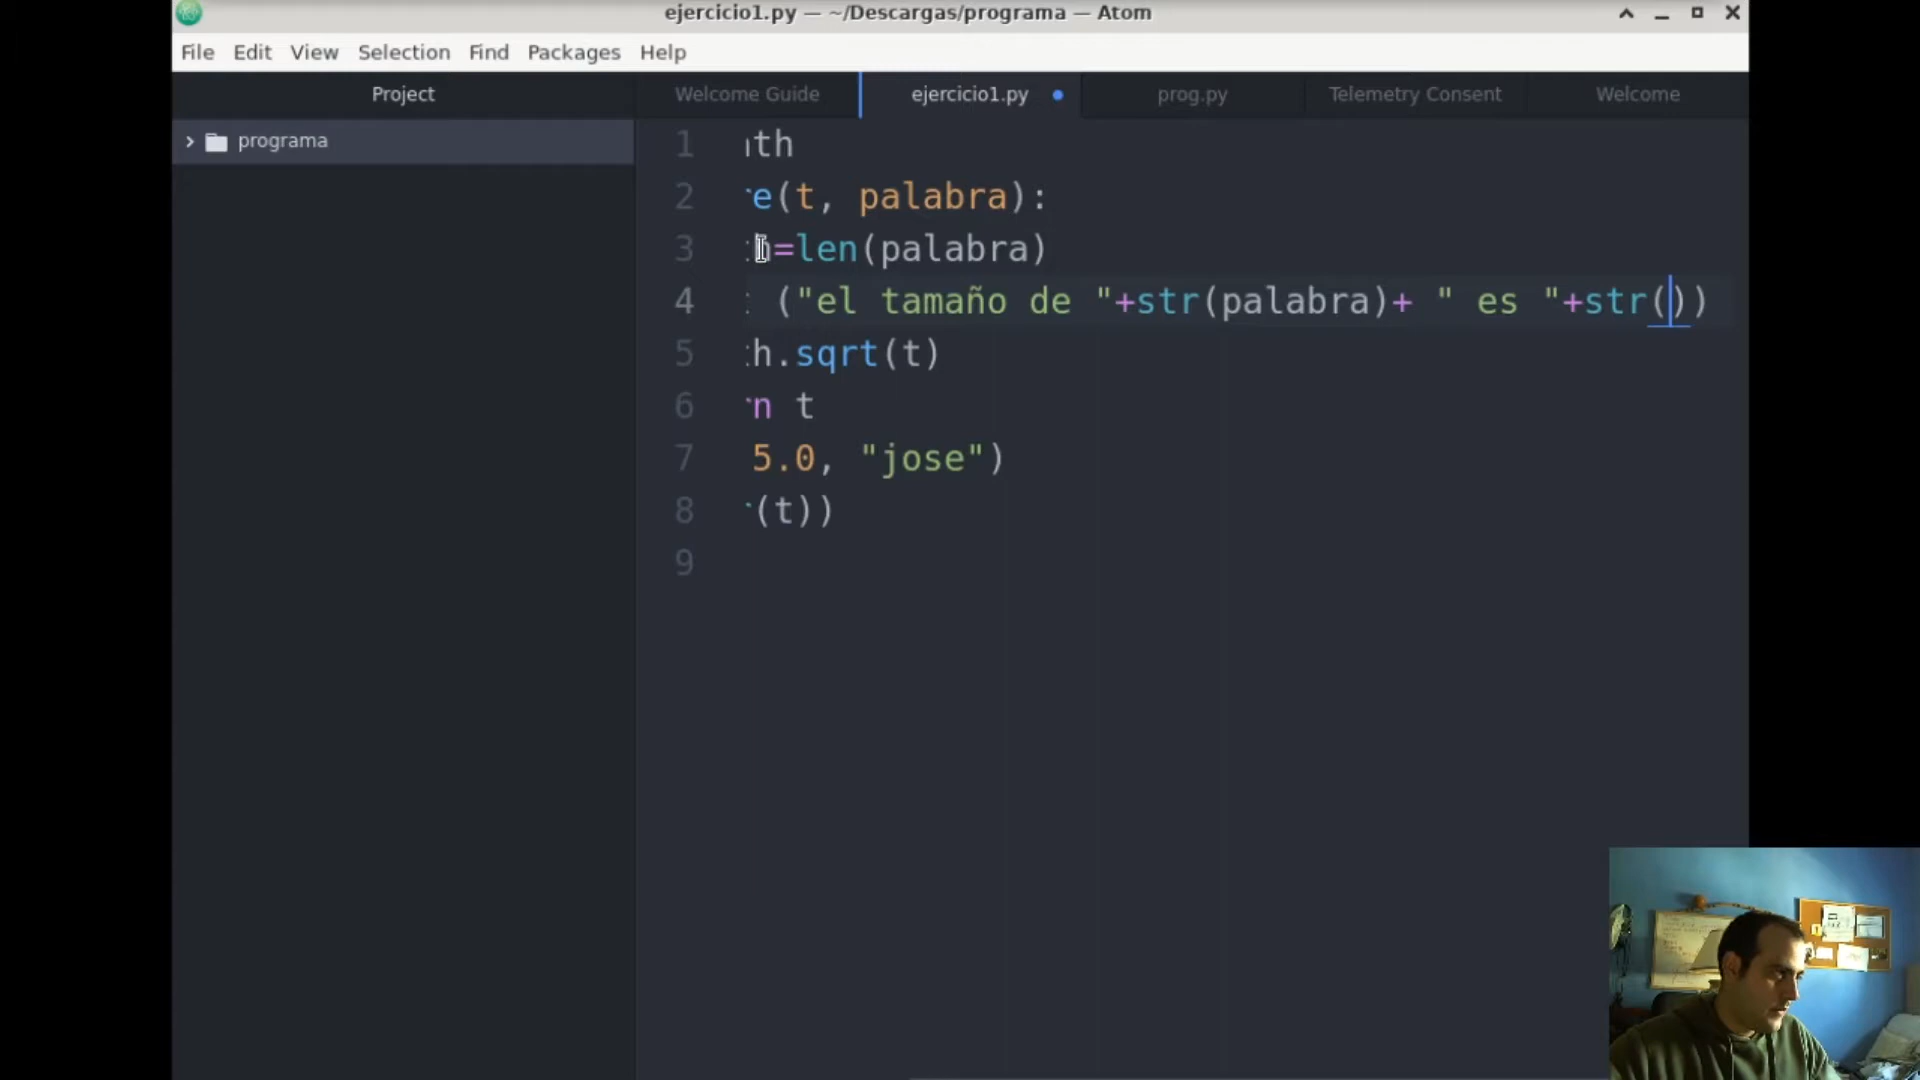 ejercicio1.py — ~/Descargas/programa — Atom
File Edit View Selection Find Packages Help
Project
Welcome Guide
ejercicio1.py
prog.py
Telemetry Consent
Welcome
programa
1 th
2 e(t, palabra):
3 =len(palabra)
4 ("el tamaño de "+str(palabra)+ " es "+str())
5 h.sqrt(t)
6 n t
7 5.0, "jose")
8 (t))
9